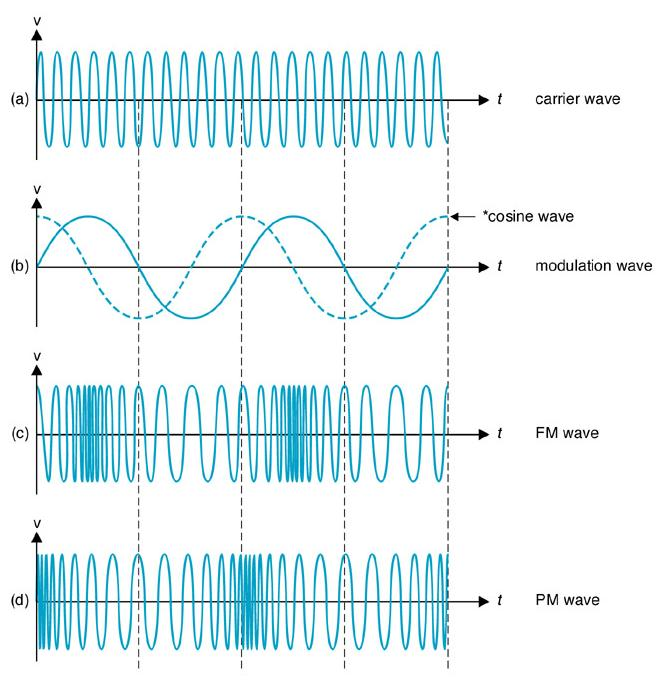 v
(a) t carrier wave
v
*cosine wave
(b) t modulation wave
v
(c) t FM wave
v
(d) t PM wave